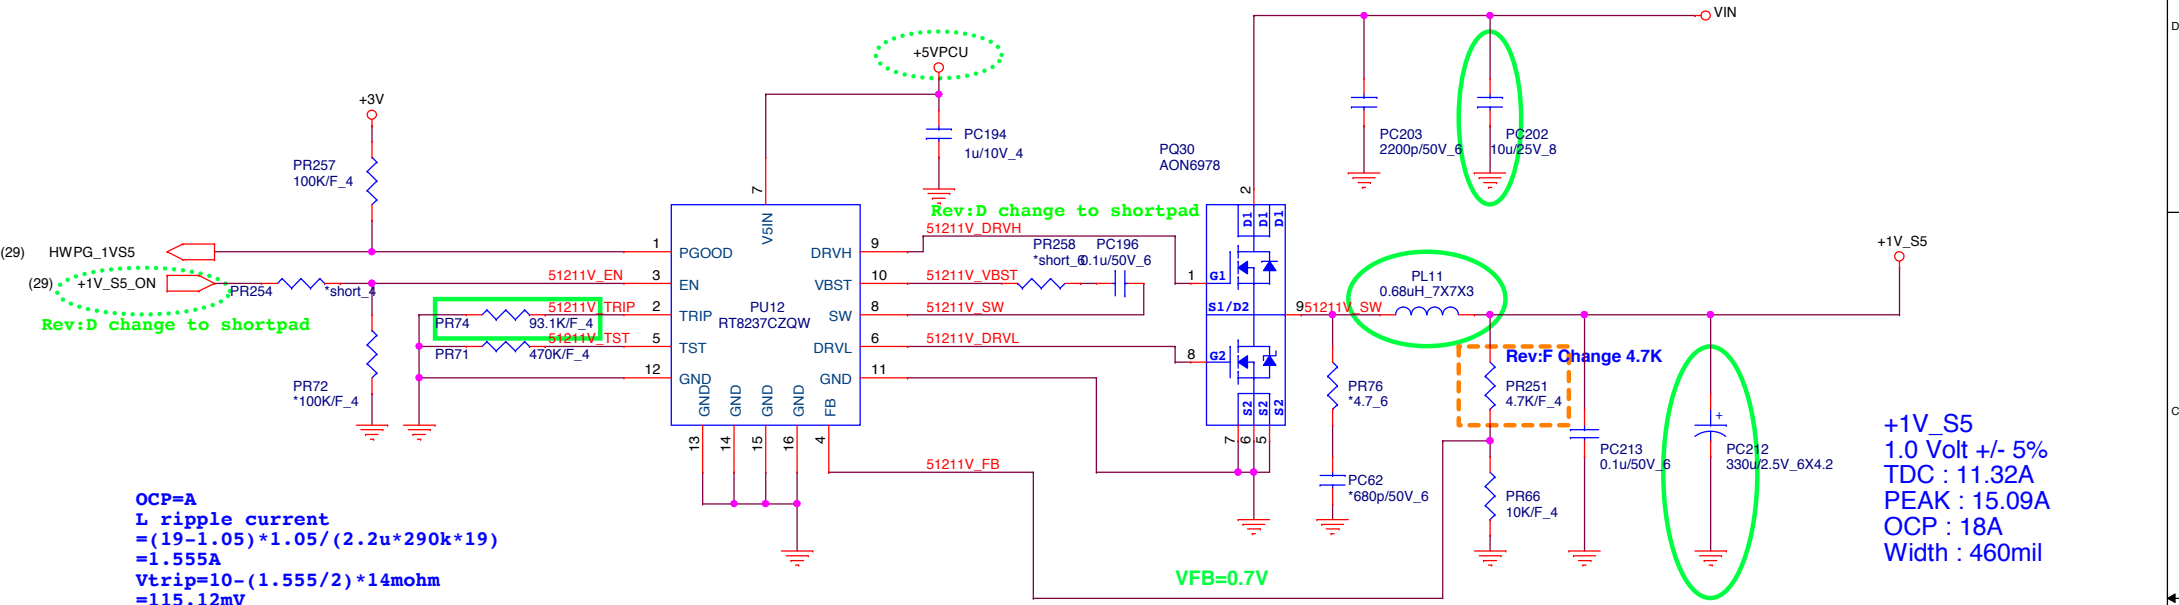 VIN
D
+5VPCU
+3V
PC194
1u/10V_4
PC203
2200p/50V_6
PC202
10u/25V_8
PQ30
AON6978
PR257
100K/F_4
7
V5IN
2
D1 D1 D1
Rev:D change to shortpad
51211V_DRVH
(29) HWPG_1VS5
1 PGOOD
DRVH 9
PR258
*short_6
PC196
0.1u/50V_6
+1V_S5
(29) +1V_S5_ON
PR254
*short_4
51211V_EN
3 EN
VBST 10
51211V_VBST
1 G1
PL11
0.68uH_7X7X3
Rev:D change to shortpad
PR74
93.1K/F_4
51211V_TRIP
2 TRIP
PU12
RT8237CZQW
SW 8
51211V_SW
S1/D2
9 51211V_SW
PR71
470K/F_4
51211V_TST
5 TST
DRVL 6
51211V_DRVL
8 G2
Rev:F Change 4.7K
12 GND
GND 11
PR72
*100K/F_4
GND GND GND GND FB
13 14 15 16 4
S2 S2 S2
7 6 5
PR76
*4.7_6
PR251
4.7K/F_4
+
PC213
0.1u/50V_6
PC212
330u/2.5V_6X4.2
C
51211V_FB
PC62
*680p/50V_6
PR66
10K/F_4
+1V_S5
1.0 Volt +/- 5%
TDC : 11.32A
PEAK : 15.09A
OCP : 18A
Width : 460mil
OCP=A
L ripple current
=(19-1.05)*1.05/(2.2u*290k*19)
=1.555A
Vtrip=10-(1.555/2)*14mohm
=115.12mV
VFB=0.7V